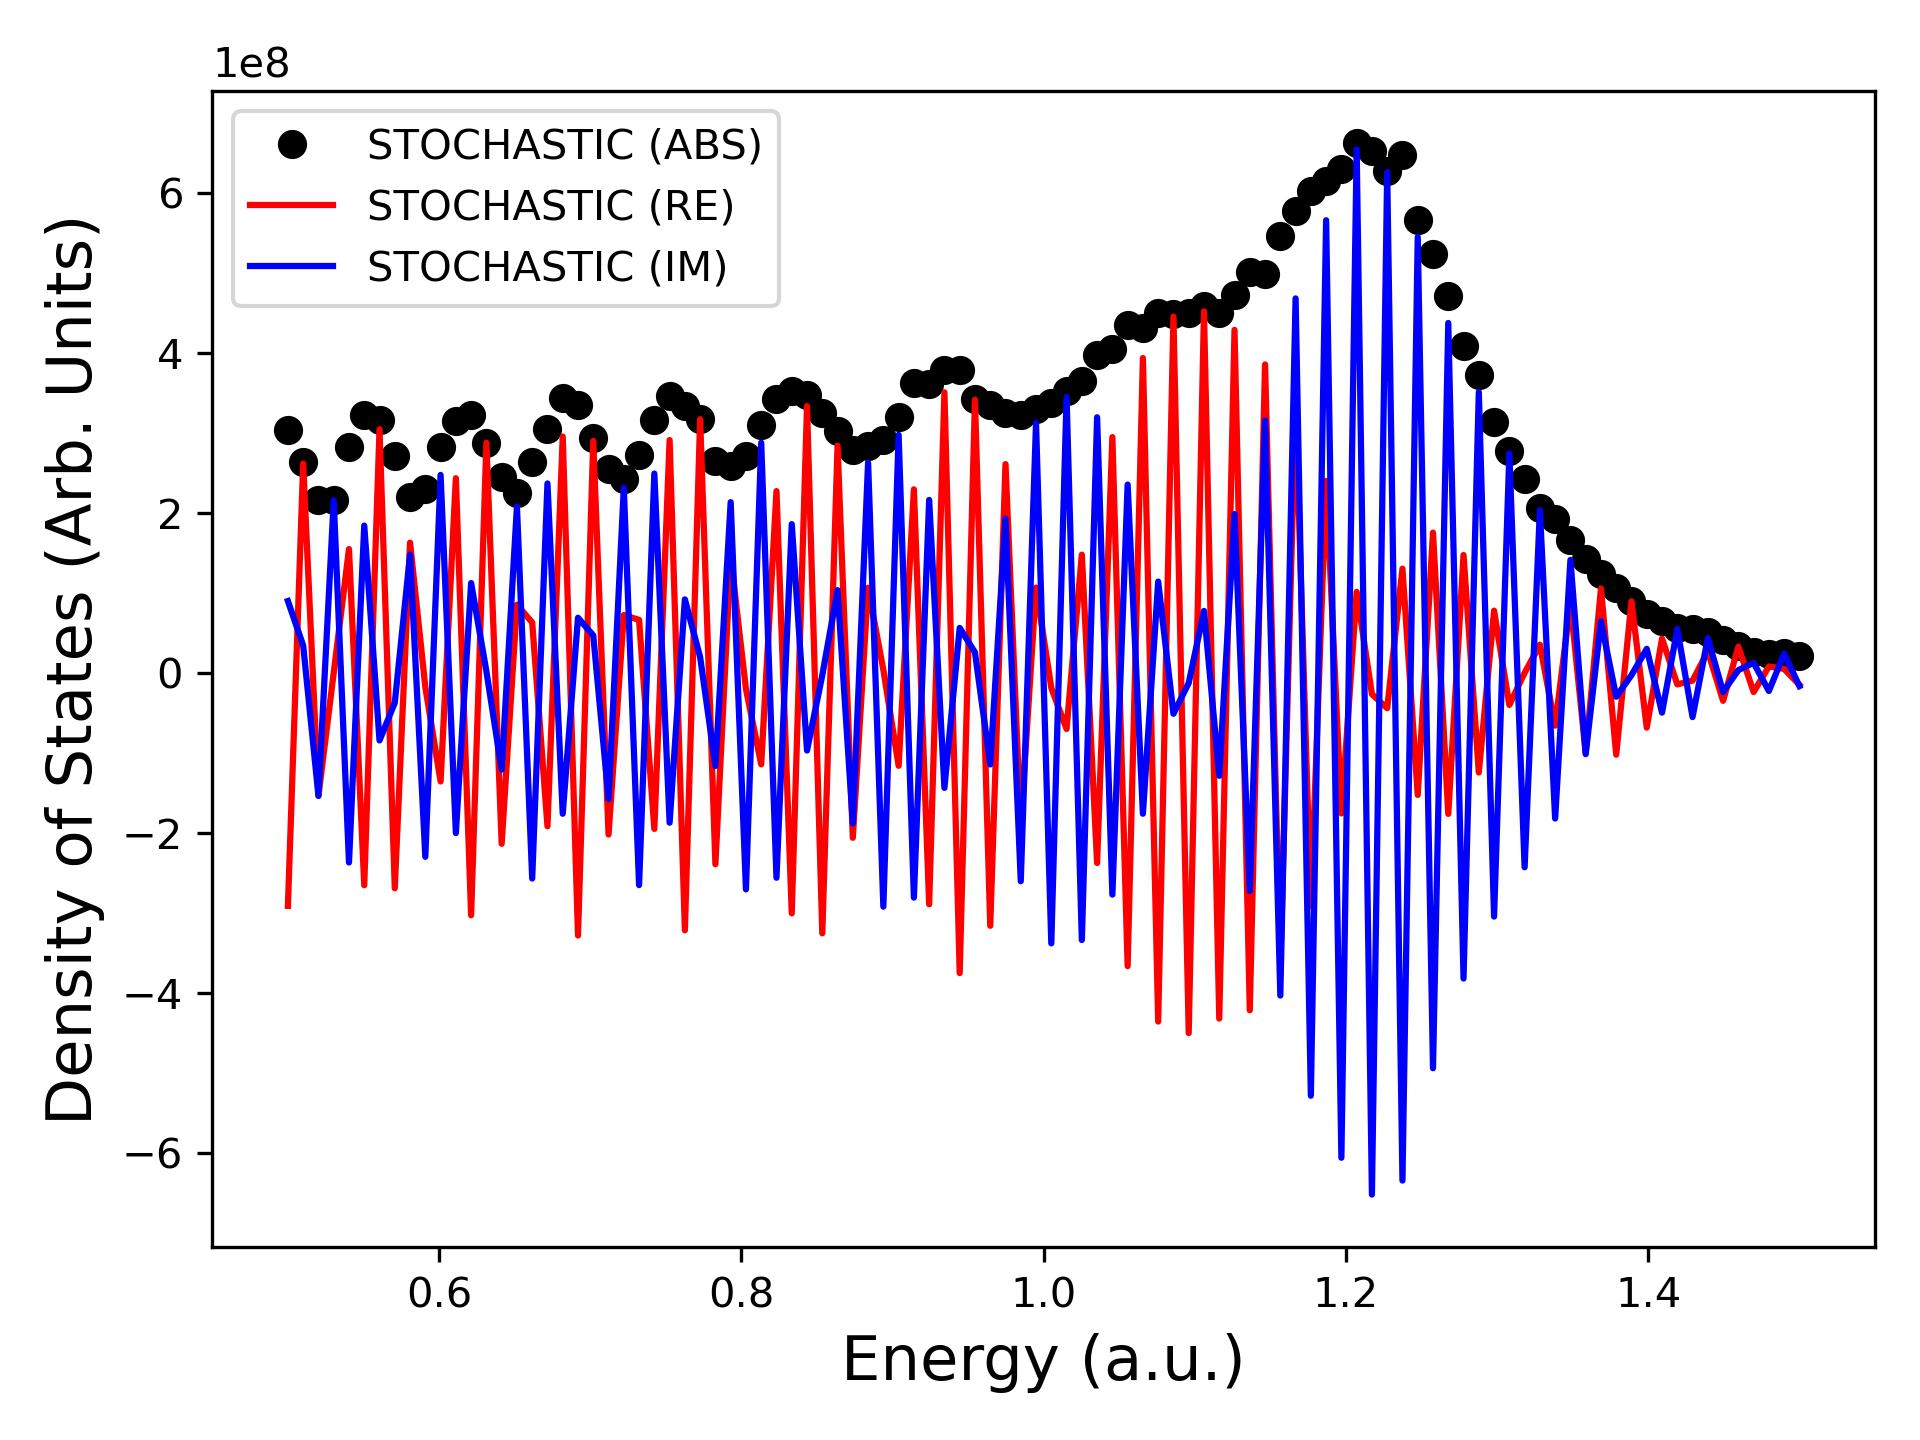 1e8
STOCHASTIC (ABS)
STOCHASTIC (RE)
STOCHASTIC (IM)
Density of States (Arb. Units)
6
4
2
0
−2
−4
−6
0.6 0.8 1.0 1.2 1.4
Energy (a.u.)